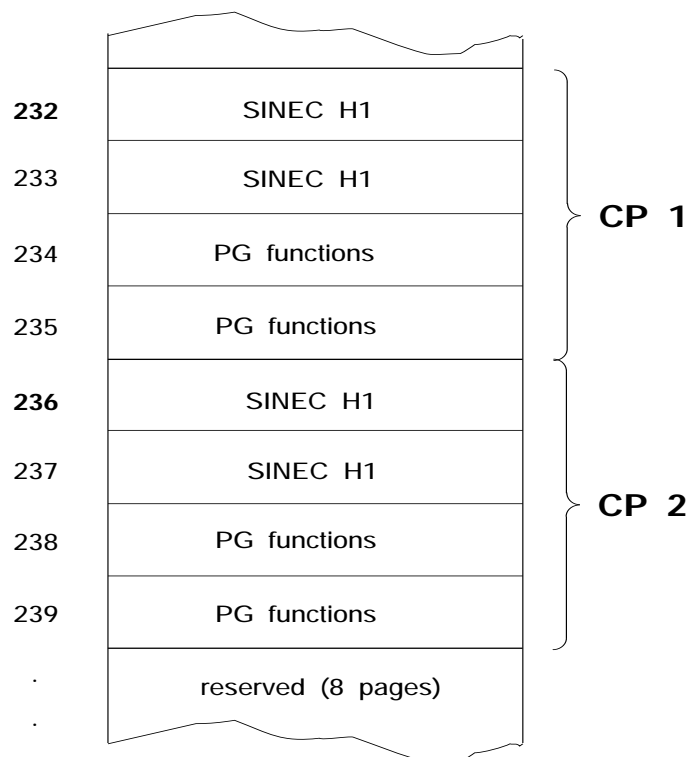 232 SINEC H1
233 SINEC H1
CP 1
234 PG functions
235 PG functions
236 SINEC H1
237 SINEC H1
CP 2
238 PG functions
239 PG functions
.
reserved (8 pages)
.